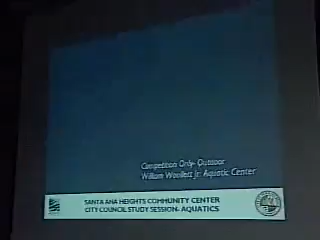 Competition Only- Outdoor
William Woollett Jr. Aquatic Center
SANTA ANA HEIGHTS COMMUNITY CENTER
CITY COUNCIL STUDY SESSION: AQUATICS